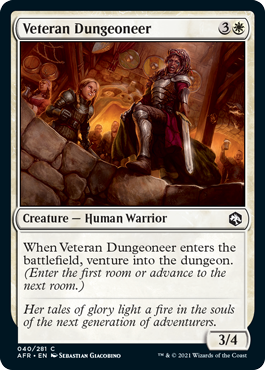 Veteran Dungeoneer 3
Creature — Human Warrior
When Veteran Dungeoneer enters the
battlefield, venture into the dungeon.
(Enter the first room or advance to the
next room.)
Her tales of glory light a fire in the souls
of the next generation of adventurers.
3/4
040/281 C
AFR • EN Sebastian Giacobino
™ & © 2021 Wizards of the Coast